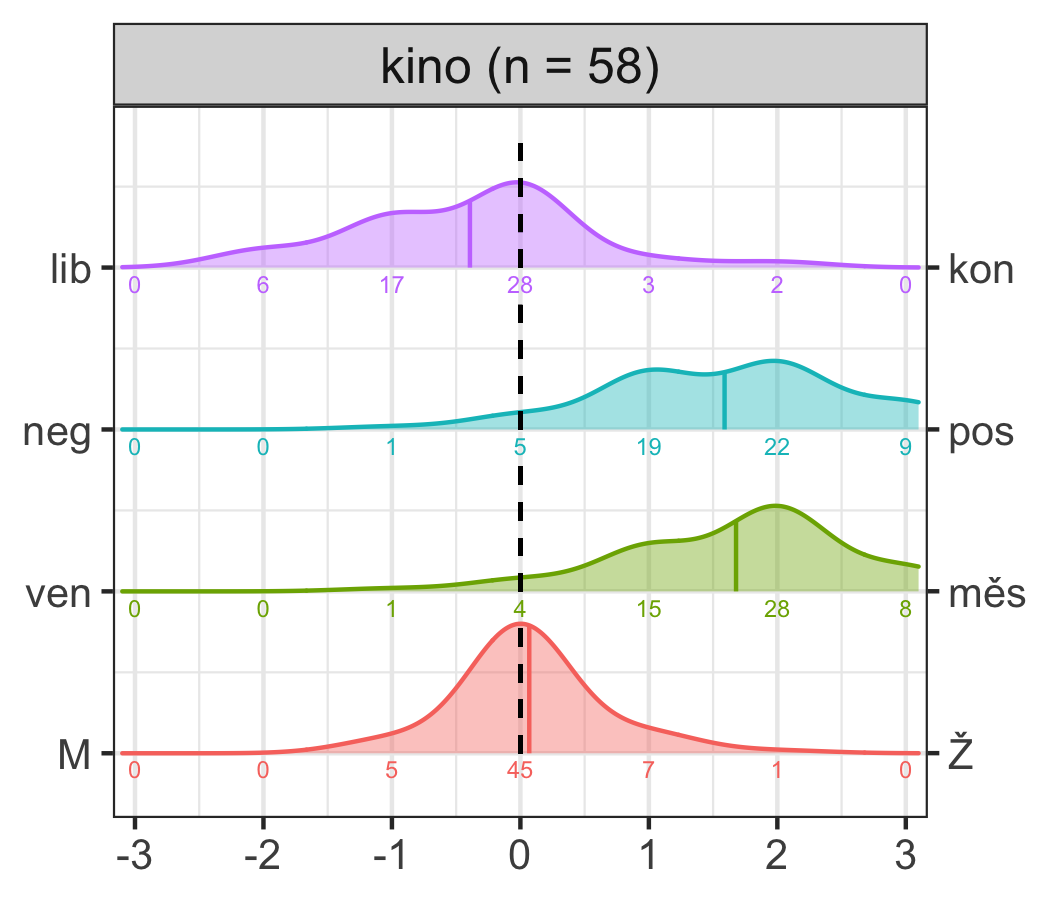 kino (n = 58)
lib kon
0 6 17 28 3 2 0
neg pos
0 0 1 5 19 22 9
ven měs
0 0 1 4 15 28 8
M Ž
0 0 5 45 7 1 0
-3 -2 -1 0 1 2 3